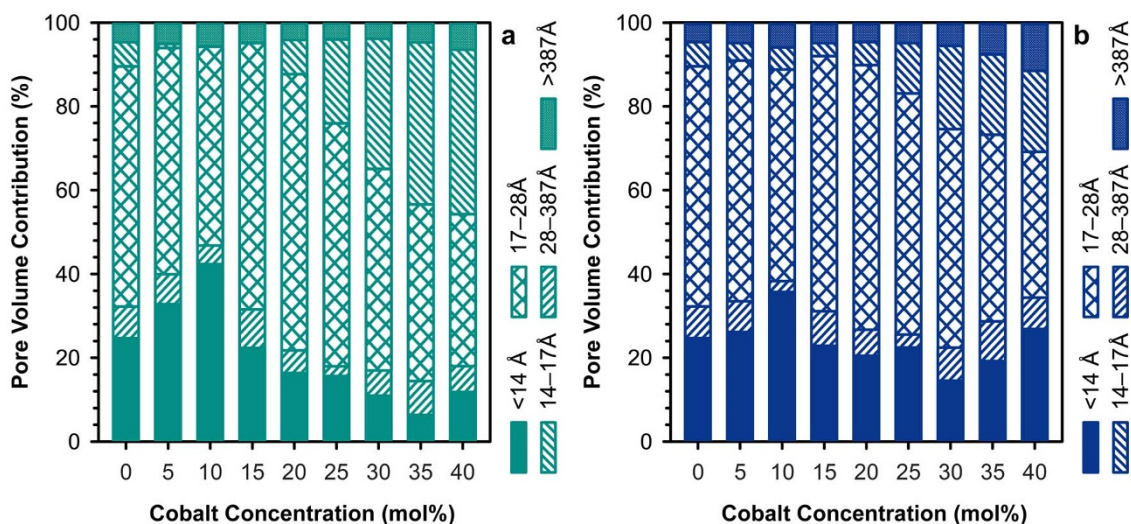 a
Pore Volume Contribution (%)
100
80
60
40
20
0
0 5 10 15 20 25 30 35 40
Cobalt Concentration (mol%)
<14 Å
14–17Å
17–28Å
28–387Å
>387Å
b
Pore Volume Contribution (%)
100
80
60
40
20
0
0 5 10 15 20 25 30 35 40
Cobalt Concentration (mol%)
<14 Å
14–17Å
17–28Å
28–387Å
>387Å